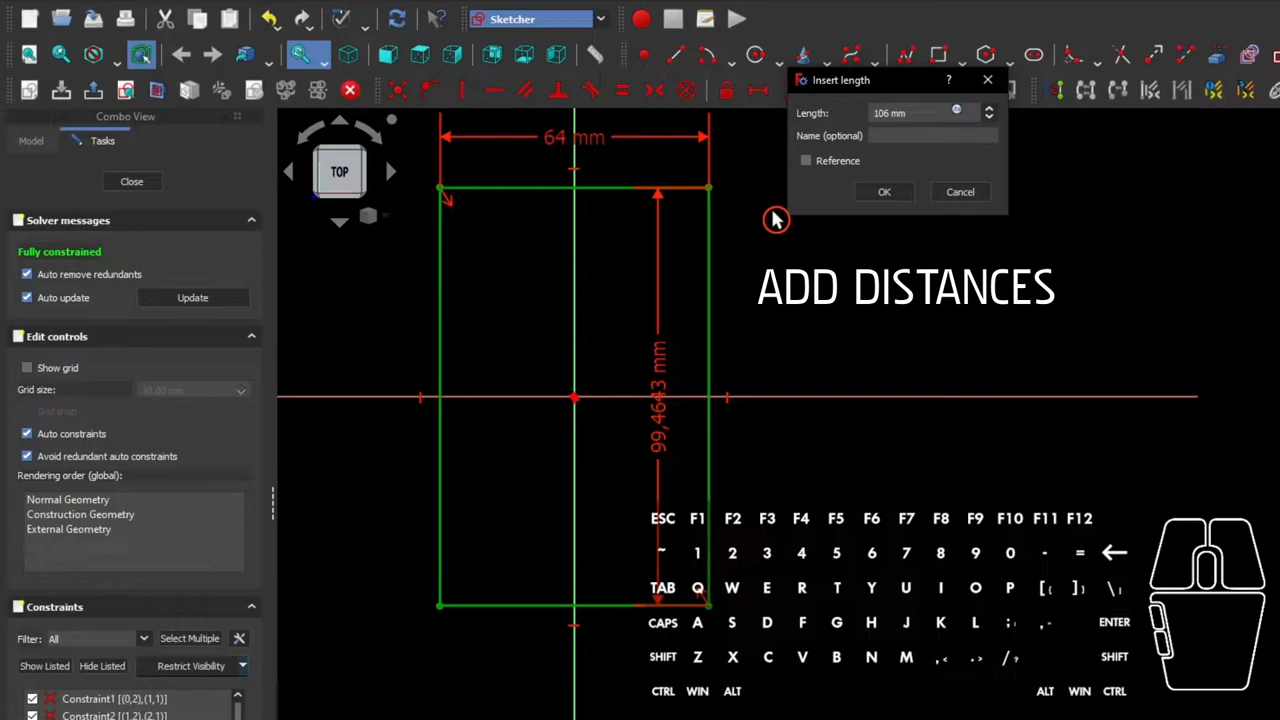 Sketcher
Insert length
?
Combo View
Length:
106 mm
Name (optional)
Model
Tasks
Reference
64 mm
TOP
Close
OK
Cancel
Solver messages
Fully constrained
Auto remove redundants
ADD DISTANCES
Auto update
Update
Edit controls
Show grid
99,4643 mm
Grid size:
10,00 mm
Grid snap
Auto constraints
Avoid redundant auto constraints
Rendering order (global):
Normal Geometry
Construction Geometry
External Geometry
ESC F1 F2 F3 F4 F5 F6 F7 F8 F9 F10 F11 F12
~ 1 2 3 4 5 6 7 8 9 0 - = ←
TAB Q W E R T Y U I O P [{ ]} \|
CAPS A S D F G H J K L ;: ,. ENTER
SHIFT Z X C V B N M ,< .> /? SHIFT
CTRL WIN ALT ALT WIN CTRL
Constraints
Filter:
All
Select Multiple
Show Listed
Hide Listed
Restrict Visibility
Constraint1 [(0,2),(1,1)]
Constraint2 [(1,2),(2,1)]